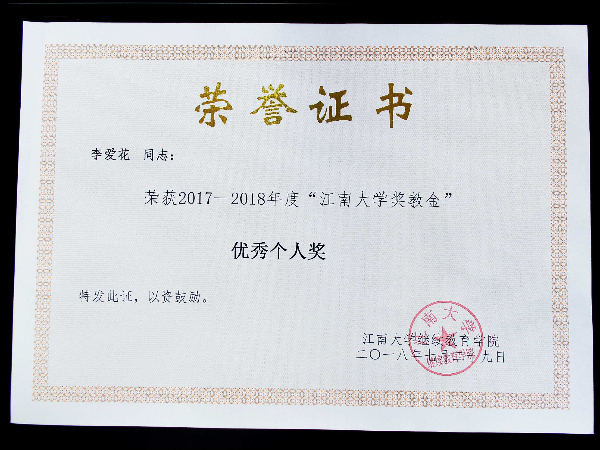 荣誉证书
李爱花 同志：
荣获2017-2018年度“江南大学奖教金”
优秀个人奖
特发此证，以资鼓励。
江南大学继续教育学院
二〇一八年七月 九日